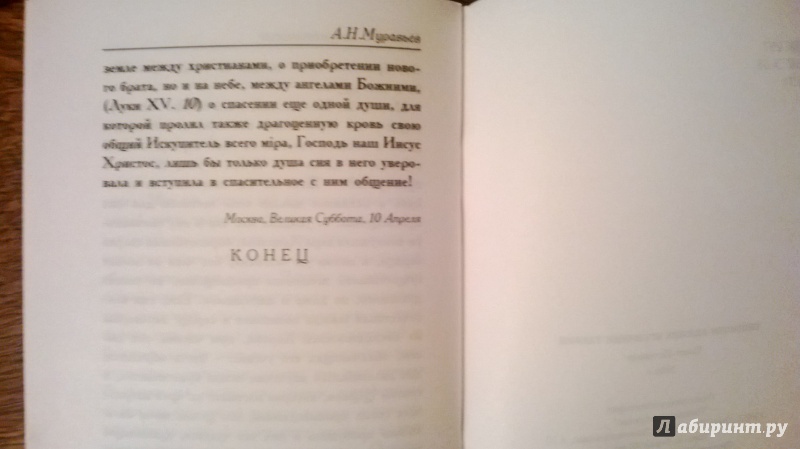 А.Н.Муравьев
земле между христианами, о приобретении ново-
го брата, но и на небе, между ангелами Божиими,
(Луки XV. 10) о спасении еще одной души, для
которой пролил также драгоценную кровь свою
общий Искупитель всего мiра, Господь наш Иисус
Христос, лишь бы только душа сия в него уверо-
вала и вступила в спасительное с ним общение!
Москва, Великая Суббота, 10 Апреля
КОНЕЦ
Лабиринт.ру